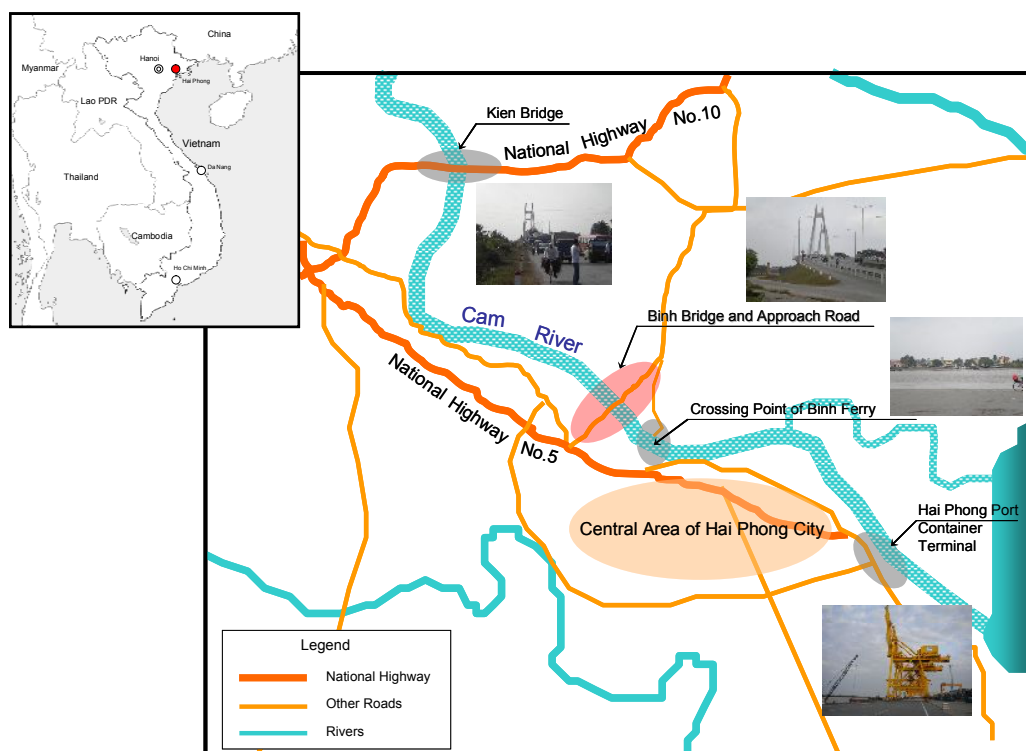 China
Myanmar
Hanoi
Hai Phong
Lao PDR
Vietnam
Da Nang
Thailand
Cambodia
Ho Chi Minh
Kien Bridge
National Highway No.10
Cam River
Binh Bridge and Approach Road
National Highway No.5
Crossing Point of Binh Ferry
Central Area of Hai Phong City
Hai Phong Port
Container
Terminal
Legend
National Highway
Other Roads
Rivers